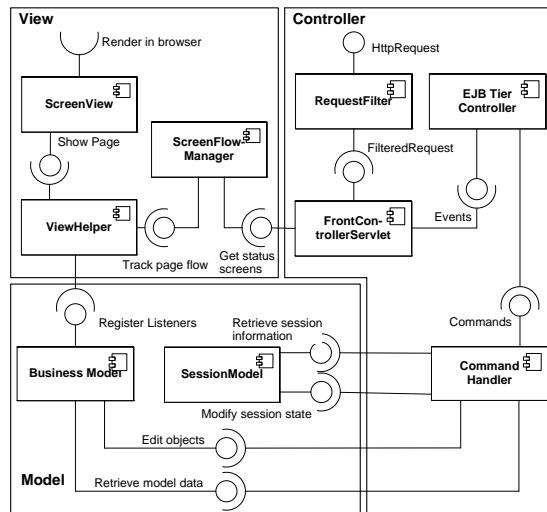 View
Controller
Render in browser
HttpRequest
ScreenView
RequestFilter
EJB Tier
Controller
Show Page
ScreenFlow-
Manager
FilteredRequest
ViewHelper
FrontCon-
trollerServlet
Events
Track page flow
Get status
screens
Register Listeners
Retrieve session
information
Commands
Business Model
SessionModel
Command
Handler
Modify session state
Edit objects
Model
Retrieve model data